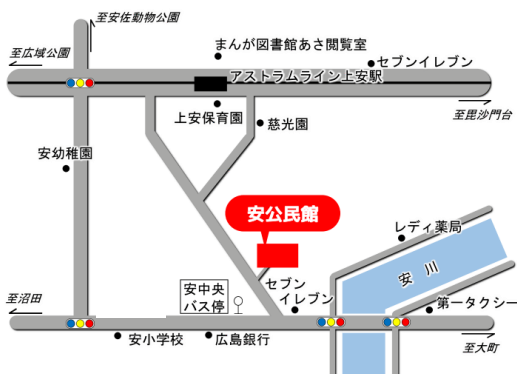 至安佐動物公園
まんが図書館あさ閲覧室
至広域公園
セブンイレブン
アストラムライン上安駅
至毘沙門台
上安保育園
慈光園
安幼稚園
安公民館
レディ薬局
安川
セブン
イレブン
安中央
バス停
至沼田
第一タクシー
安小学校
広島銀行
至大町